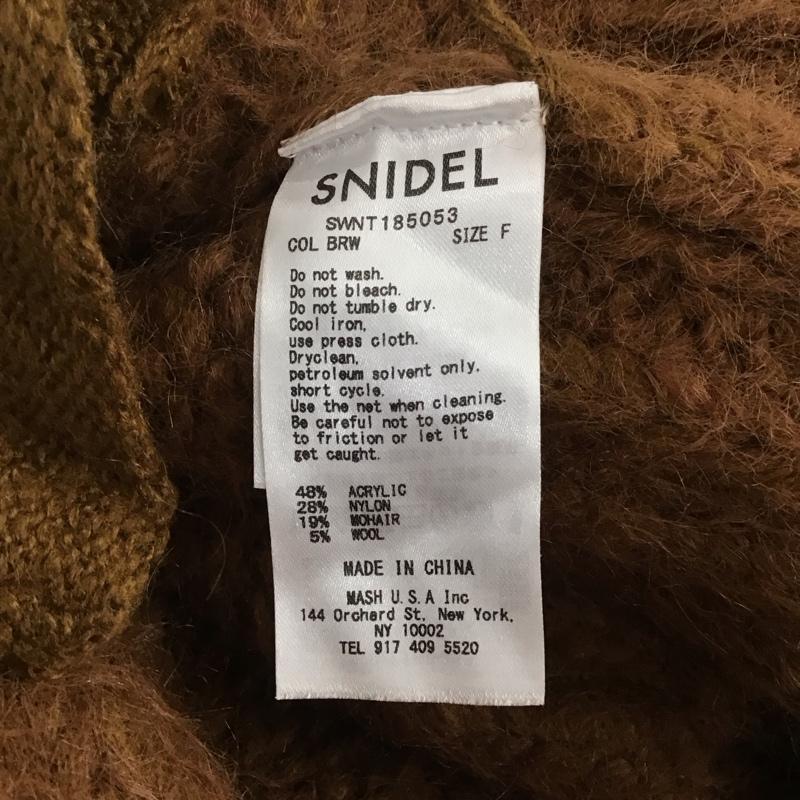 SNIDEL
SWNT185053
COL BRW SIZE F
Do not wash.
Do not bleach.
Do not tumble dry.
Cool iron,
use press cloth.
Dryclean,
petroleum solvent only,
short cycle.
Use the net when cleaning.
Be careful not to expose
to friction or let it
get caught.
48% ACRYLIC
28% NYLON
19% MOHAIR
5% WOOL
MADE IN CHINA
MASH U.S.A Inc
144 Orchard St, New York,
NY 10002
TEL 917 409 5520